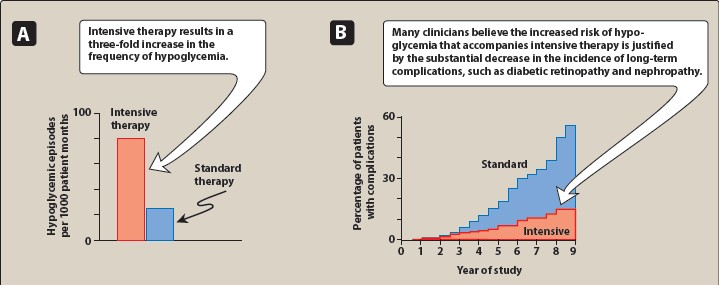 A
Intensive therapy results in a
three-fold increase in the
frequency of hypoglycemia.
Hypoglycemic episodes
per 1000 patient months
100
0
Intensive
therapy
Standard
therapy
B
Many clinicians believe the increased risk of hypo-
glycemia that accompanies intensive therapy is justified
by the substantial decrease in the incidence of long-term
complications, such as diabetic retinopathy and nephropathy.
Percentage of patients
with complications
60
30
0
Standard
Intensive
0 1 2 3 4 5 6 7 8 9
Year of study